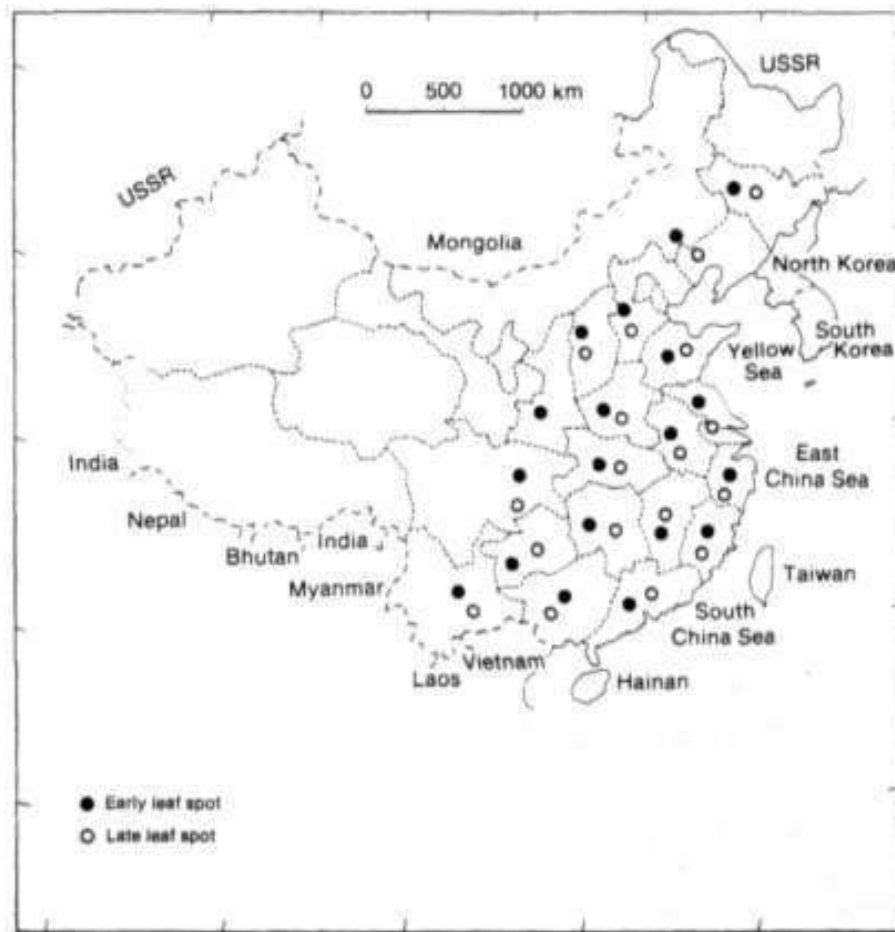 USSR
0 500 1000 km
USSR
Mongolia
North Korea
South
Korea
Yellow
Sea
East
China Sea
India
Nepal
Bhutan
India
Myanmar
Taiwan
South
China Sea
Vietnam
Laos
Hainan
Early leaf spot
Late leaf spot